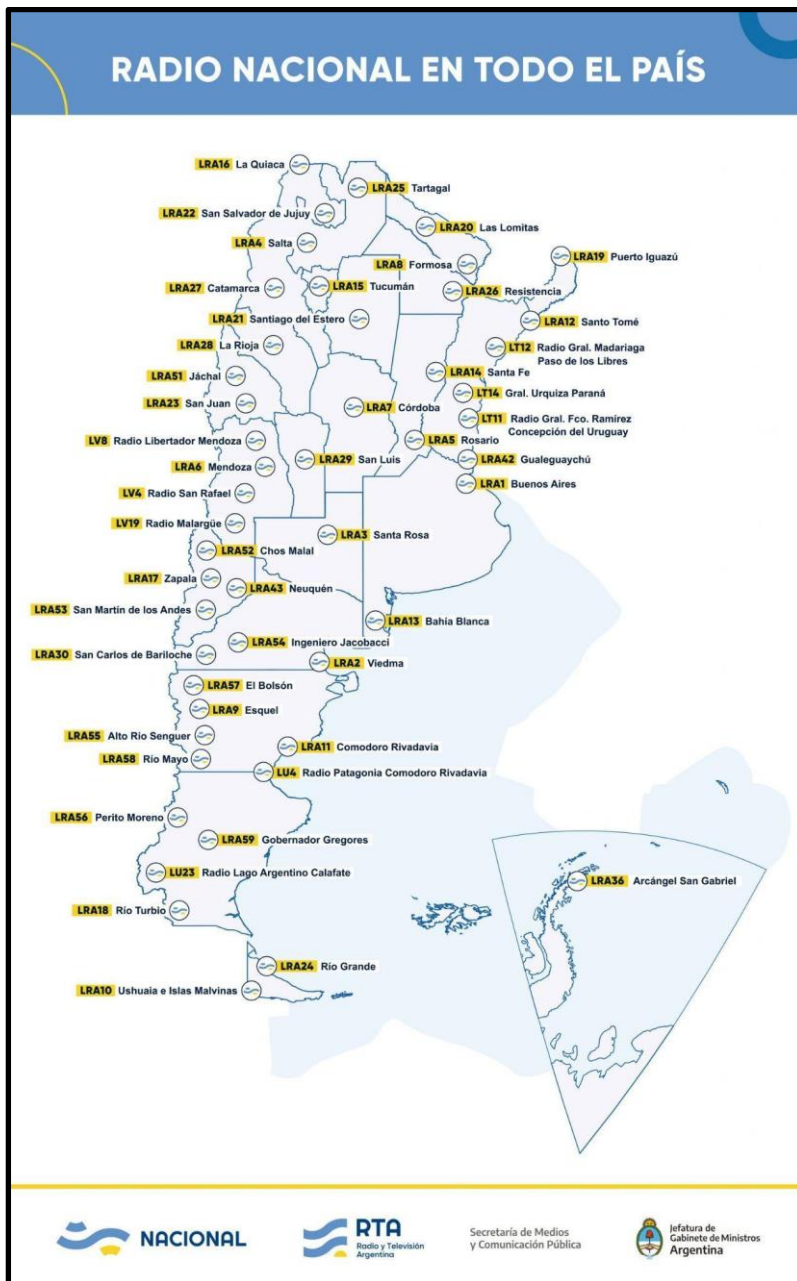 RADIO NACIONAL EN TODO EL PAÍS
LRA16 La Quiaca
LRA25 Tartagal
LRA22 San Salvador de Jujuy
LRA20 Las Lomitas
LRA4 Salta
LRA8 Formosa
LRA19 Puerto Iguazú
LRA27 Catamarca
LRA15 Tucumán
LRA26 Resistencia
LRA21 Santiago del Estero
LRA12 Santo Tomé
LRA28 La Rioja
LT12 Radio Gral. Madariaga
Paso de los Libres
LRA51 Jáchal
LRA14 Santa Fe
LT14 Gral. Urquiza Paraná
LRA23 San Juan
LRA7 Córdoba
LT11 Radio Gral. Fco. Ramírez
Concepción del Uruguay
LV8 Radio Libertador Mendoza
LRA5 Rosario
LRA6 Mendoza
LRA29 San Luis
LRA42 Gualeguaychú
LRA1 Buenos Aires
LV4 Radio San Rafael
LV19 Radio Malargüe
LRA3 Santa Rosa
LRA52 Chos Malal
LRA17 Zapala
LRA43 Neuquén
LRA53 San Martín de los Andes
LRA13 Bahía Blanca
LRA54 Ingeniero Jacobacci
LRA30 San Carlos de Bariloche
LRA2 Viedma
LRA57 El Bolsón
LRA9 Esquel
LRA55 Alto Río Senguer
LRA11 Comodoro Rivadavia
LRA58 Río Mayo
LU4 Radio Patagonia Comodoro Rivadavia
LRA56 Perito Moreno
LRA59 Gobernador Gregores
LU23 Radio Lago Argentino Calafate
LRA36 Arcángel San Gabriel
LRA18 Río Turbio
LRA24 Río Grande
LRA10 Ushuaia e Islas Malvinas
NACIONAL
RTA
Radio y Televisión
Argentina
Secretaría de Medios
y Comunicación Pública
Jefatura de
Gabinete de Ministros
Argentina